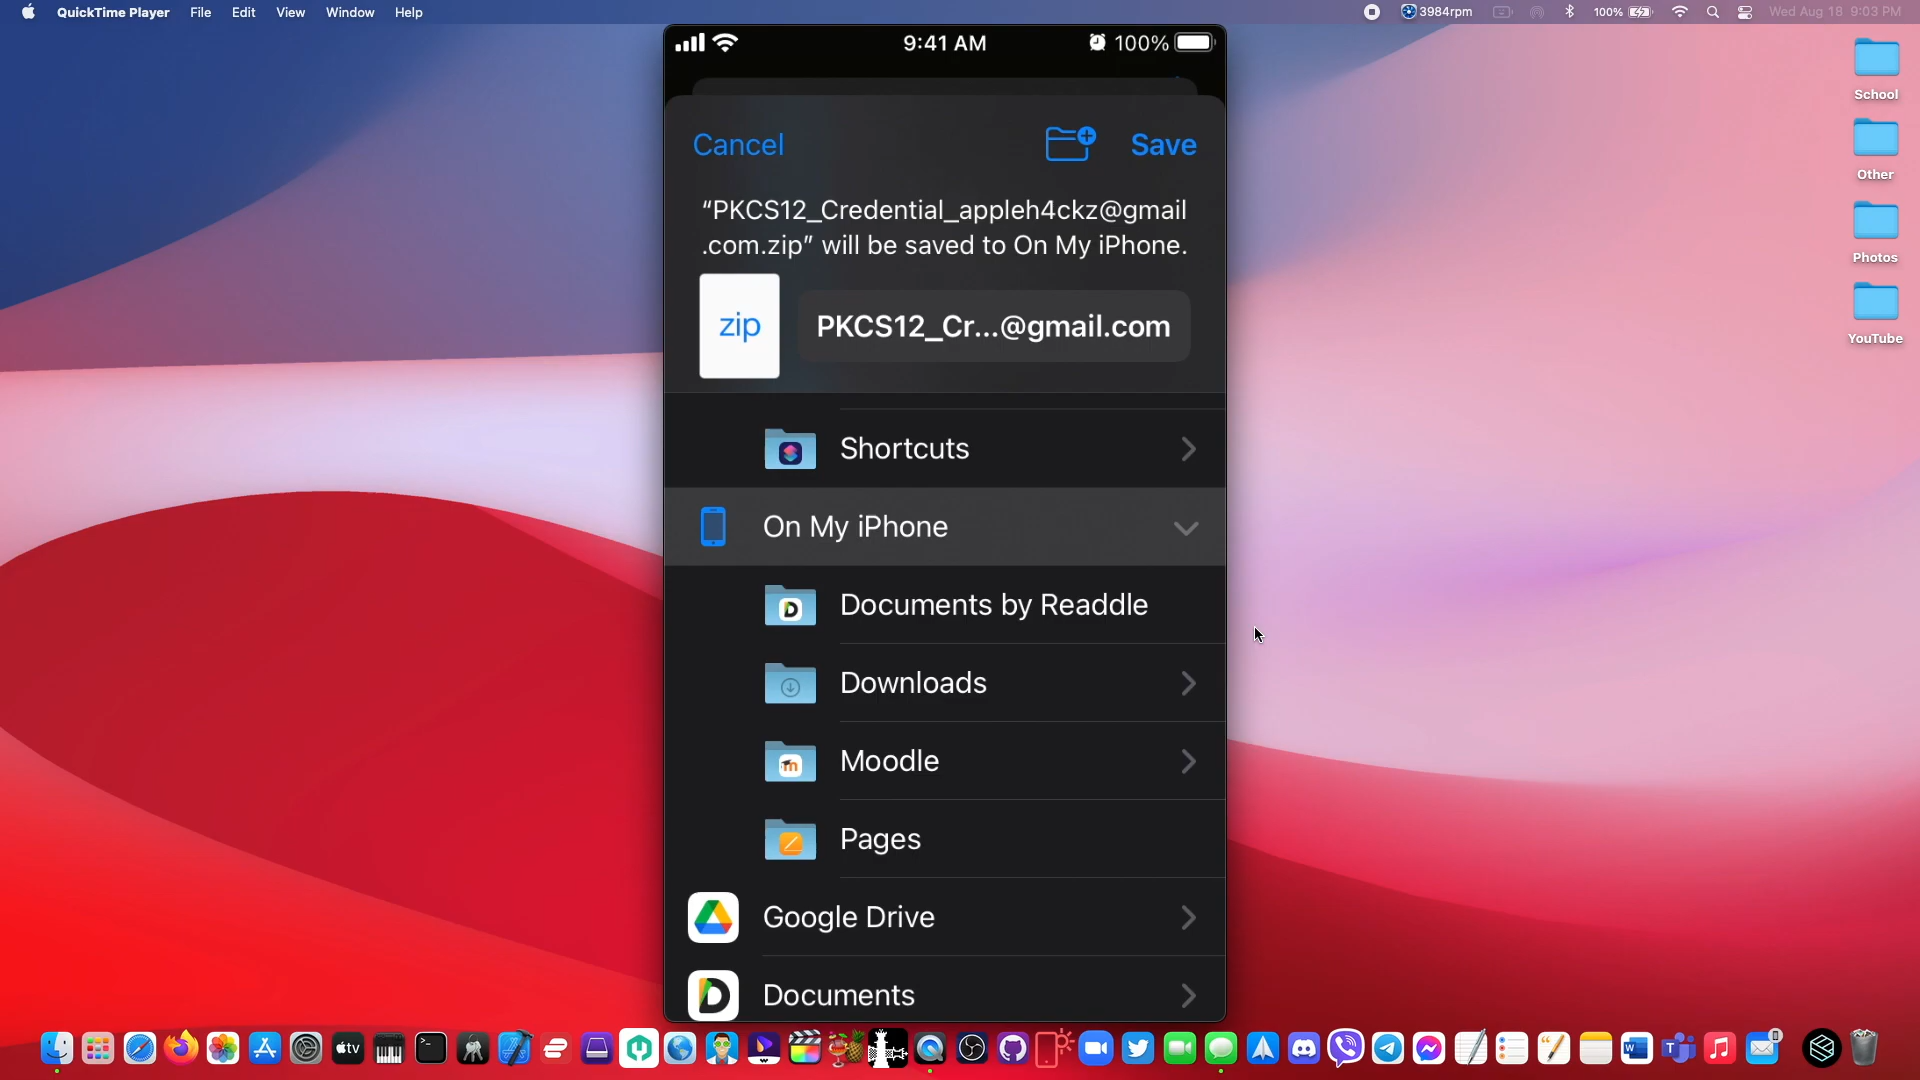 QuickTime Player File Edit View Window Help 3984rpm 100% Wed Aug 18 9:03 PM
9:41 AM 100%
Cancel Save
“PKCS12_Credential_appleh4ckz@gmail
.com.zip” will be saved to On My iPhone.
zip PKCS12_Cr...@gmail.com
Shortcuts
On My iPhone
Documents by Readdle
Downloads
Moodle
Pages
Google Drive
Documents
School
Other
Photos
YouTube
tv